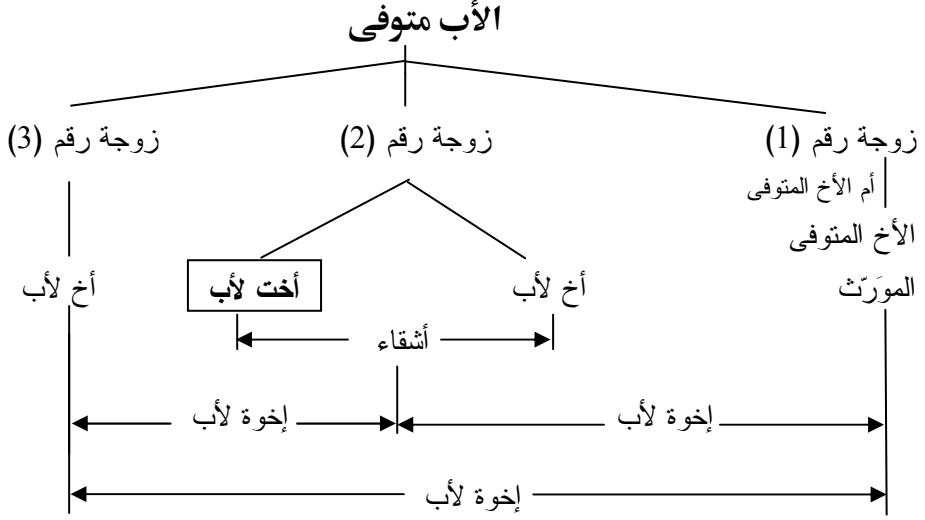 الأب متوفى
زوجة رقم (1) زوجة رقم (2) زوجة رقم (3)
أم الأخ المتوفى
الأخ المتوفى
المورَّث أخ لأب أخت لأب أخ لأب
أشقاء
إخوة لأب إخوة لأب
إخوة لأب